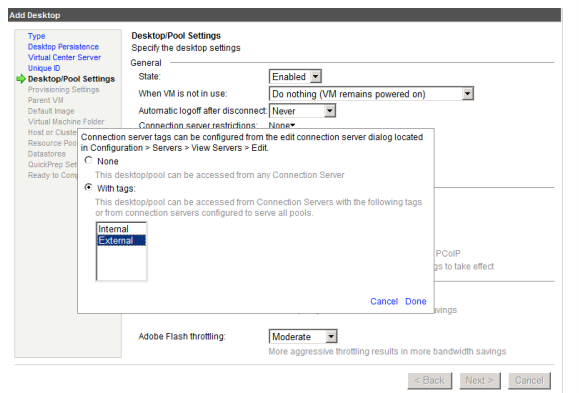 Add Desktop
Type
Desktop Persistence
Virtual Center Server
Unique ID
Desktop/Pool Settings
Provisioning Settings
Parent VM
Default Image
Virtual Machine Folder
Host or Cluste
Resource Poo
Datastores
QuickPrep Set
Ready to Comp
Desktop/Pool Settings
Specify the desktop settings
General
State: Enabled
When VM is not in use: Do nothing (VM remains powered on)
Automatic logoff after disconnect: Never
Connection server restrictions: None
Connection server tags can be configured from the edit connection server dialog located
in Configuration > Servers > View Servers > Edit.
None
This desktop/pool can be accessed from any Connection Server
With tags:
This desktop/pool can be accessed from Connection Servers with the following tags
or from connection servers configured to serve all pools.
Internal
External
Cancel Done
PCoIP
gs to take effect
avings
Adobe Flash throttling: Moderate
More aggressive throttling results in more bandwidth savings
< Back Next > Cancel